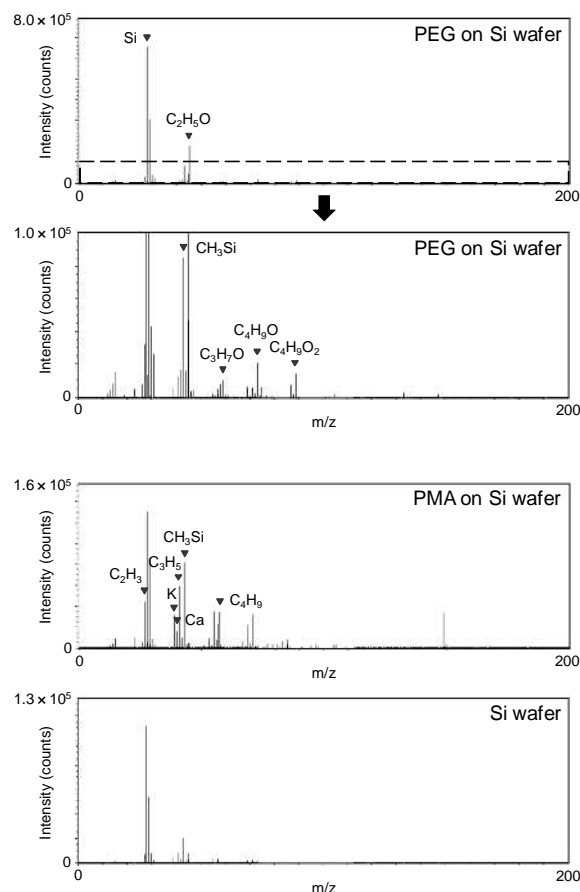 8.0 × 10⁵
PEG on Si wafer
Si
C₂H₅O
Intensity (counts)
0
0
200
1.0 × 10⁵
PEG on Si wafer
CH₃Si
C₄H₉O
C₃H₇O
C₄H₉O₂
Intensity (counts)
0
0
200
m/z
1.6 × 10⁵
PMA on Si wafer
CH₃Si
C₃H₅
C₂H₃
K
C₄H₉
Ca
Intensity (counts)
0
0
200
m/z
1.3 × 10⁵
Si wafer
Intensity (counts)
0
0
200
m/z